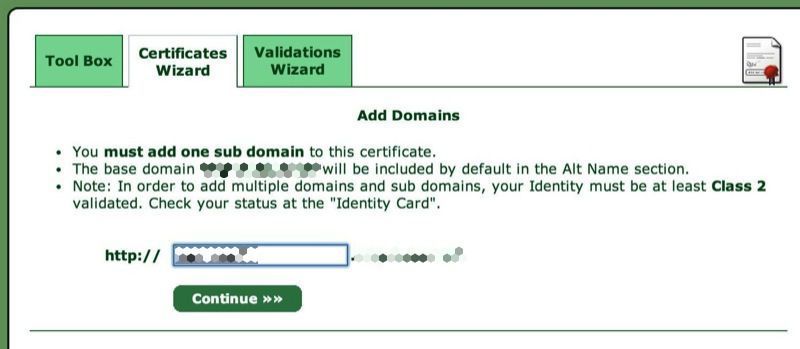 Tool Box
Certificates
Wizard
Validations
Wizard
Add Domains
• You must add one sub domain to this certificate.
• The base domain will be included by default in the Alt Name section.
• Note: In order to add multiple domains and sub domains, your Identity must be at least Class 2
validated. Check your status at the "Identity Card".
http:// .
Continue »»